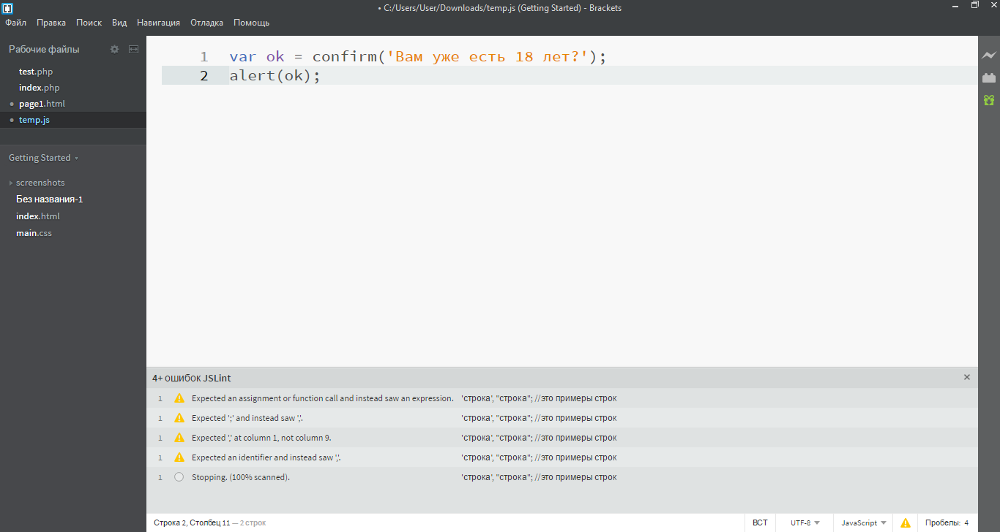 • C:/Users/User/Downloads/temp.js (Getting Started) - Brackets
Файл Правка Поиск Вид Навигация Отладка Помощь
Рабочие файлы
test.php
index.php
page1.html
temp.js
Getting Started
screenshots
Без названия-1
index.html
main.css
1 var ok = confirm('Вам уже есть 18 лет?');
2 alert(ok);
4+ ошибок JSLint
1 Expected an assignment or function call and instead saw an expression. 'строка', "строка"; //это примеры строк
1 Expected ';' and instead saw ','. 'строка', "строка"; //это примеры строк
1 Expected ',' at column 1, not column 9. 'строка', "строка"; //это примеры строк
1 Expected an identifier and instead saw ','. 'строка', "строка"; //это примеры строк
1 Stopping. (100% scanned). 'строка', "строка"; //это примеры строк
Строка 2, Столбец 11 — 2 строк ВСТ UTF-8 JavaScript Пробелы: 4